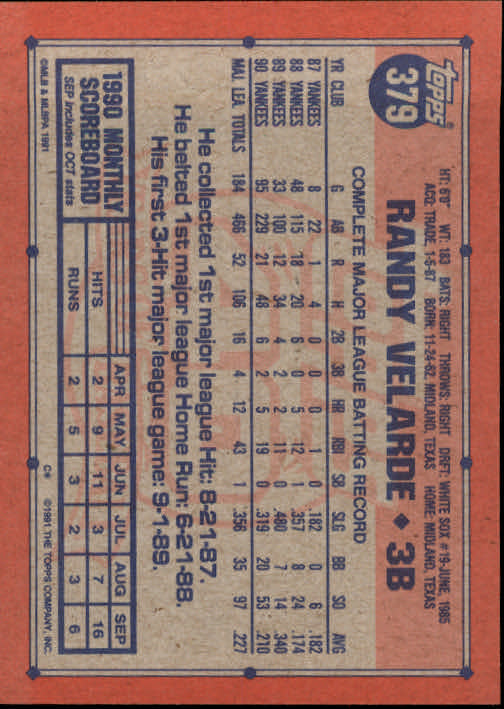 topps®
379
RANDY VELARDE ◆ 3B
HT: 6'0" WT: 183 BATS: RIGHT THROWS: RIGHT DRFT: WHITE SOX #19-JUNE, 1985
ACQ: TRADE, 1-5-87 BORN: 11-24-62, MIDLAND, TEXAS HOME: MIDLAND, TEXAS
COMPLETE MAJOR LEAGUE BATTING RECORD
YR CLUB G AB R H 2B 3B HR RBI SB SLG BB SO AVG
87 YANKEES 8 22 1 4 0 0 0 1 0 .182 0 6 .182
88 YANKEES 48 115 18 20 6 0 5 12 1 .357 8 24 .174
89 YANKEES 33 100 12 34 4 2 2 11 0 .480 7 14 .340
90 YANKEES 95 229 21 48 6 2 5 19 0 .319 20 53 .210
MAJ. LEA. TOTALS 184 466 52 106 16 4 12 43 1 .356 35 97 .227
He collected 1st major league Hit: 8-21-87.
He belted 1st major league Home Run: 6-21-88.
His first 3-Hit major league game: 9-1-89.
1990 MONTHLY
SCOREBOARD
SEP includes OCT stats
APR MAY JUN JUL AUG SEP
HITS 2 9 11 3 7 16
RUNS 2 5 3 2 3 6
©MLB & MLBPA 1991
C*
©1991 THE TOPPS COMPANY, INC.